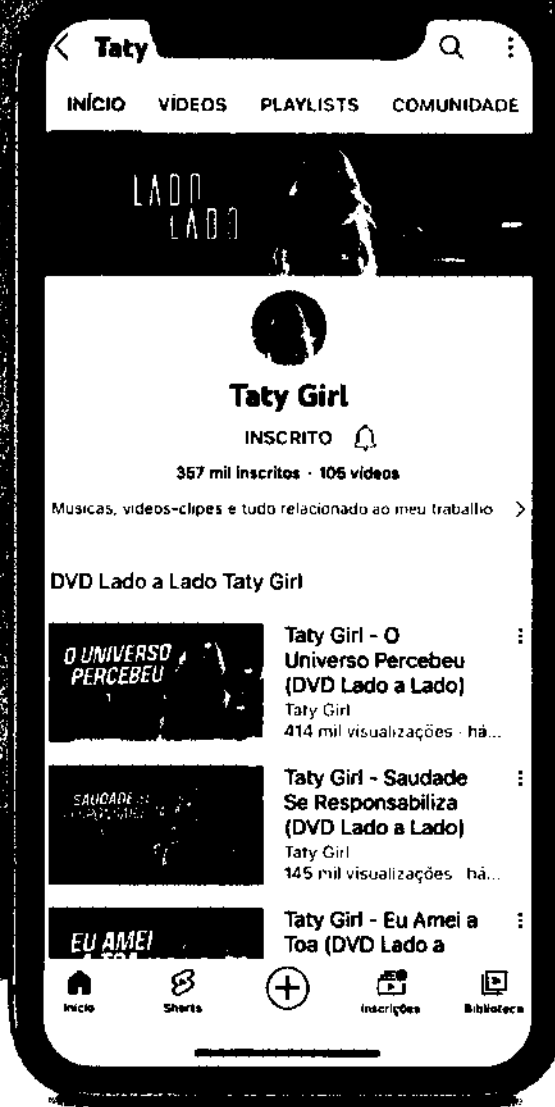 Taty
INÍCIO VÍDEOS PLAYLISTS COMUNIDADE
LADO
LADO
Taty Girl
INSCRITO
357 mil inscritos · 105 vídeos
Musicas, videos-clipes e tudo relacionado ao meu trabalho
DVD Lado a Lado Taty Girl
O UNIVERSO
PERCEBEU
Taty Girl - O
Universo Percebeu
(DVD Lado a Lado)
Taty Girl
414 mil visualizações · há...
SAUDADE
Taty Girl - Saudade
Se Responsabiliza
(DVD Lado a Lado)
Taty Girl
145 mil visualizações · há...
EU AMEI
A TOA
Taty Girl - Eu Amei a
Toa (DVD Lado a
Início Shorts Inscrições Biblioteca